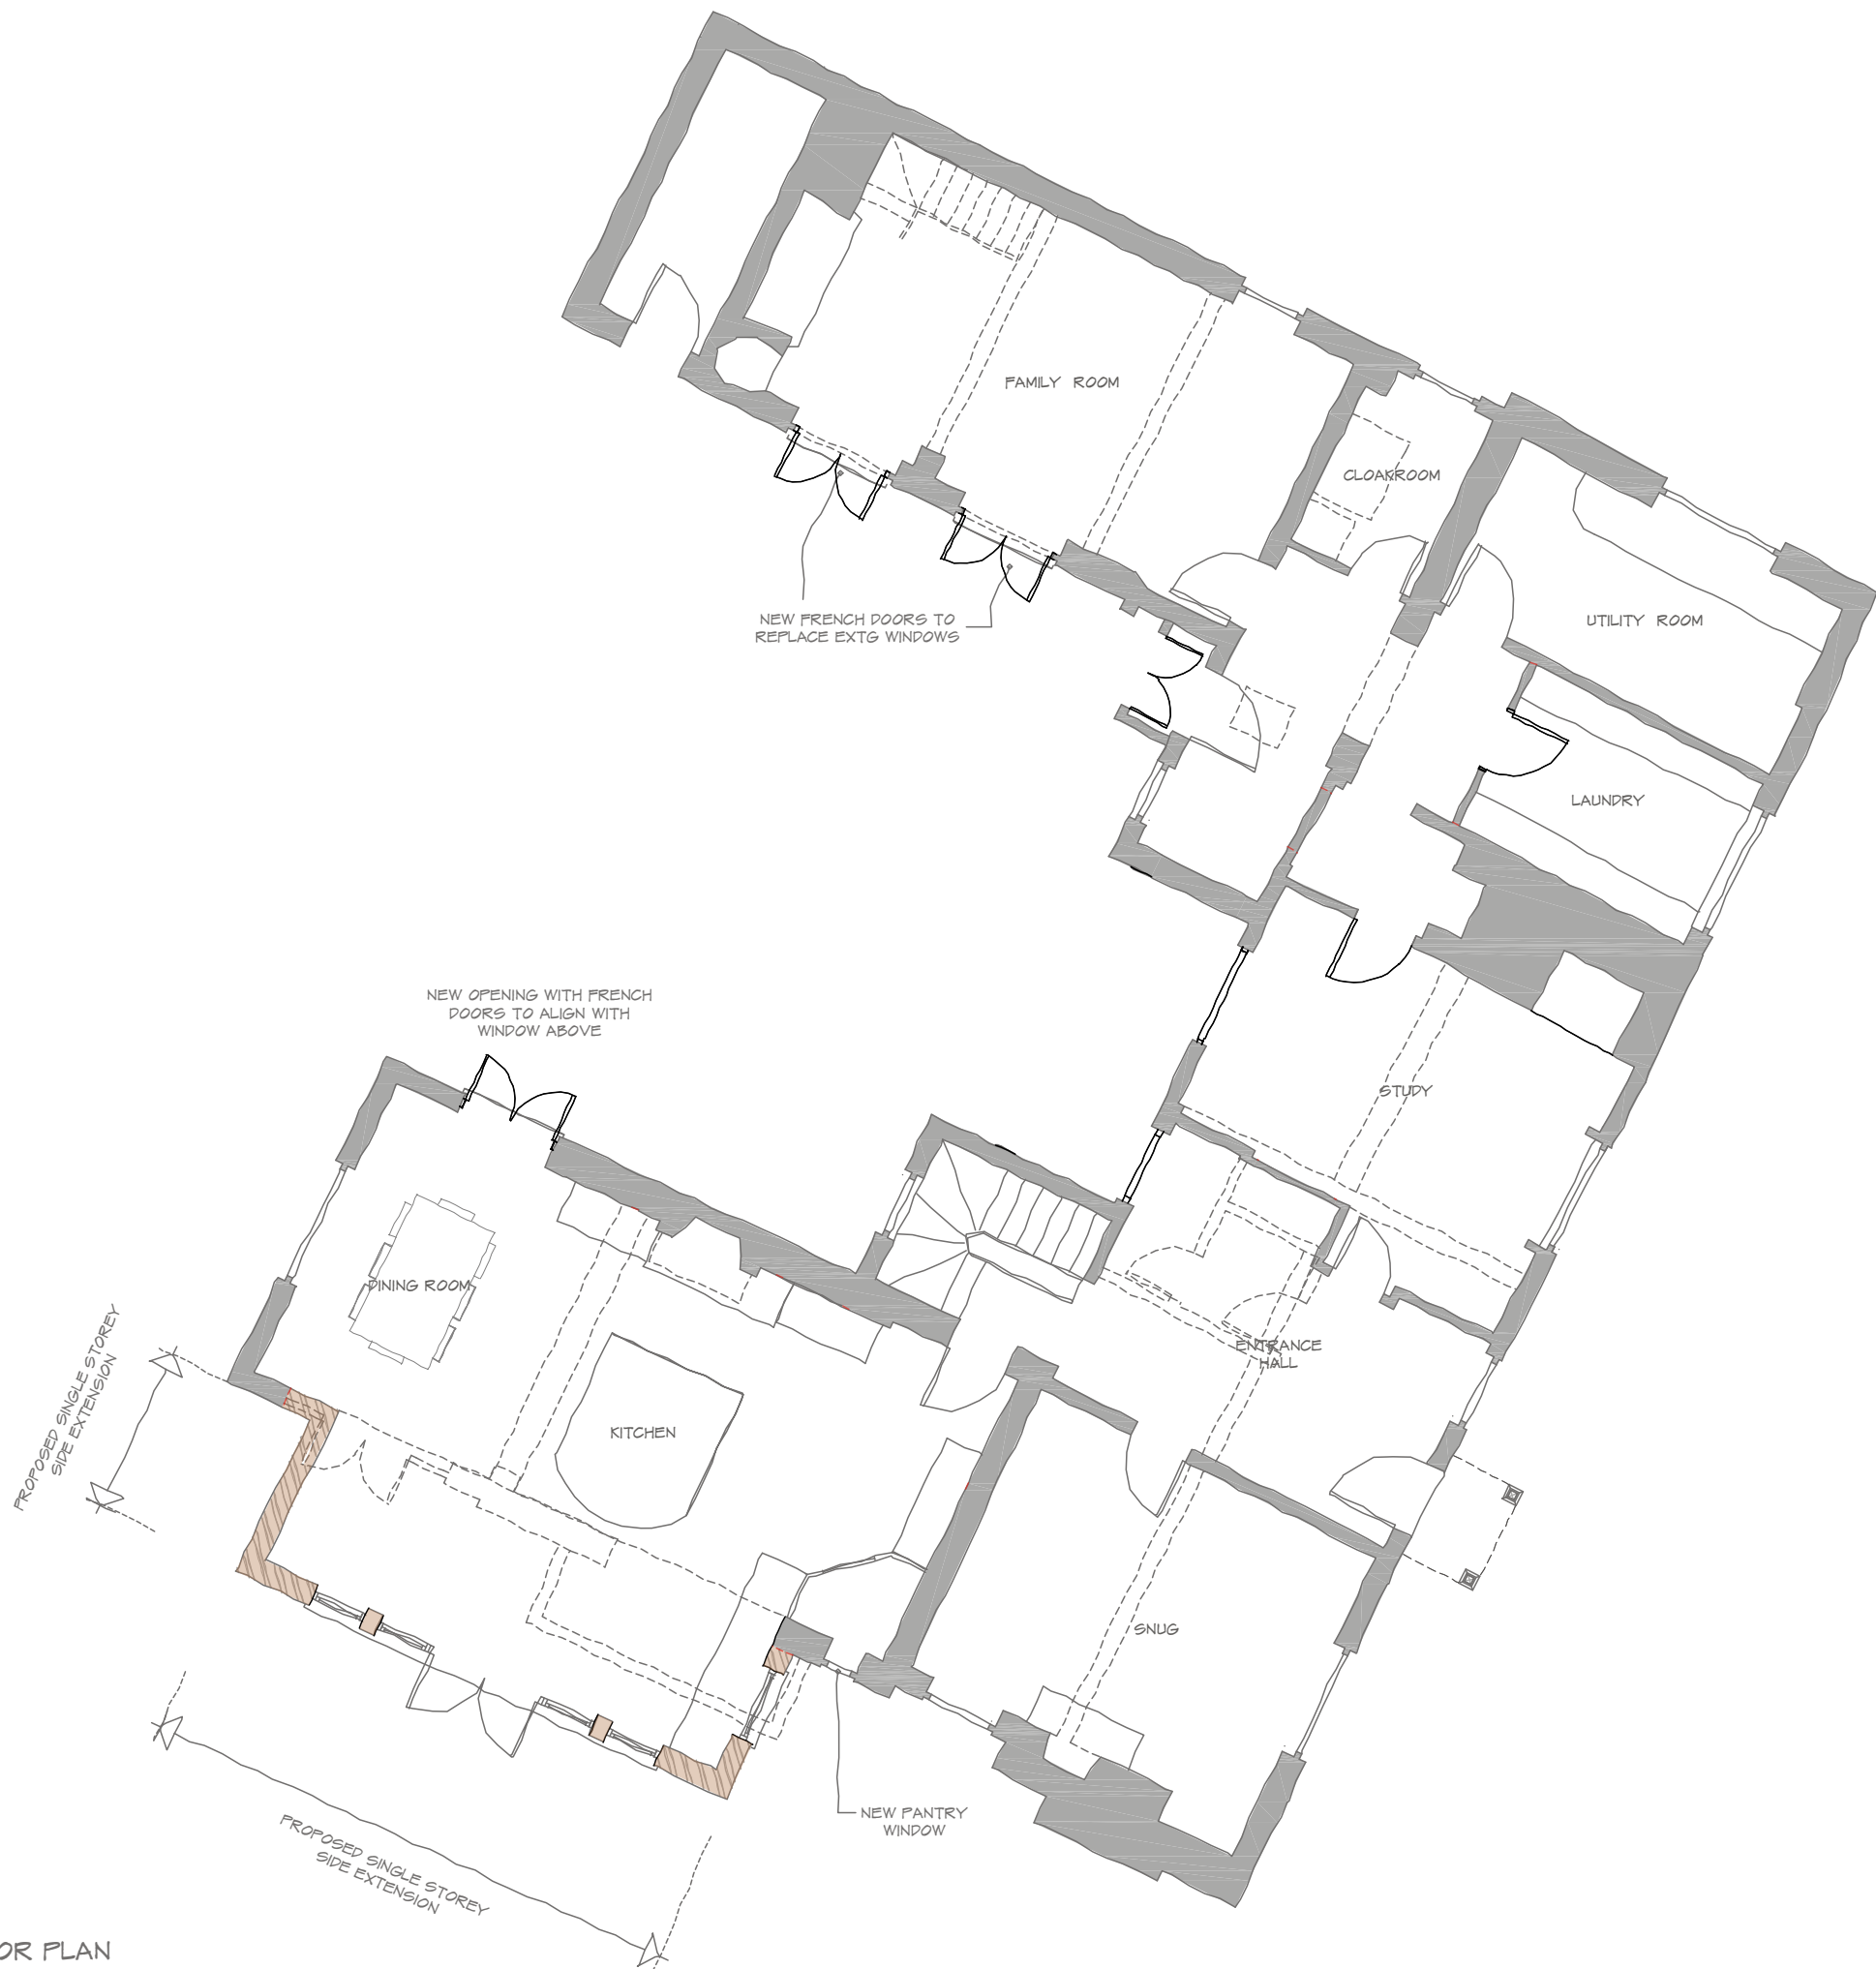 FAMILY ROOM
CLOAKROOM
NEW FRENCH DOORS TO
REPLACE EXTG WINDOWS
UTILITY ROOM
LAUNDRY
NEW OPENING WITH FRENCH
DOORS TO ALIGN WITH
WINDOW ABOVE
STUDY
DINING ROOM
ENTRANCE
HALL
PROPOSED SINGLE STOREY
SIDE EXTENSION
KITCHEN
SNUG
NEW PANTRY
WINDOW
PROPOSED SINGLE STOREY
SIDE EXTENSION
OR PLAN